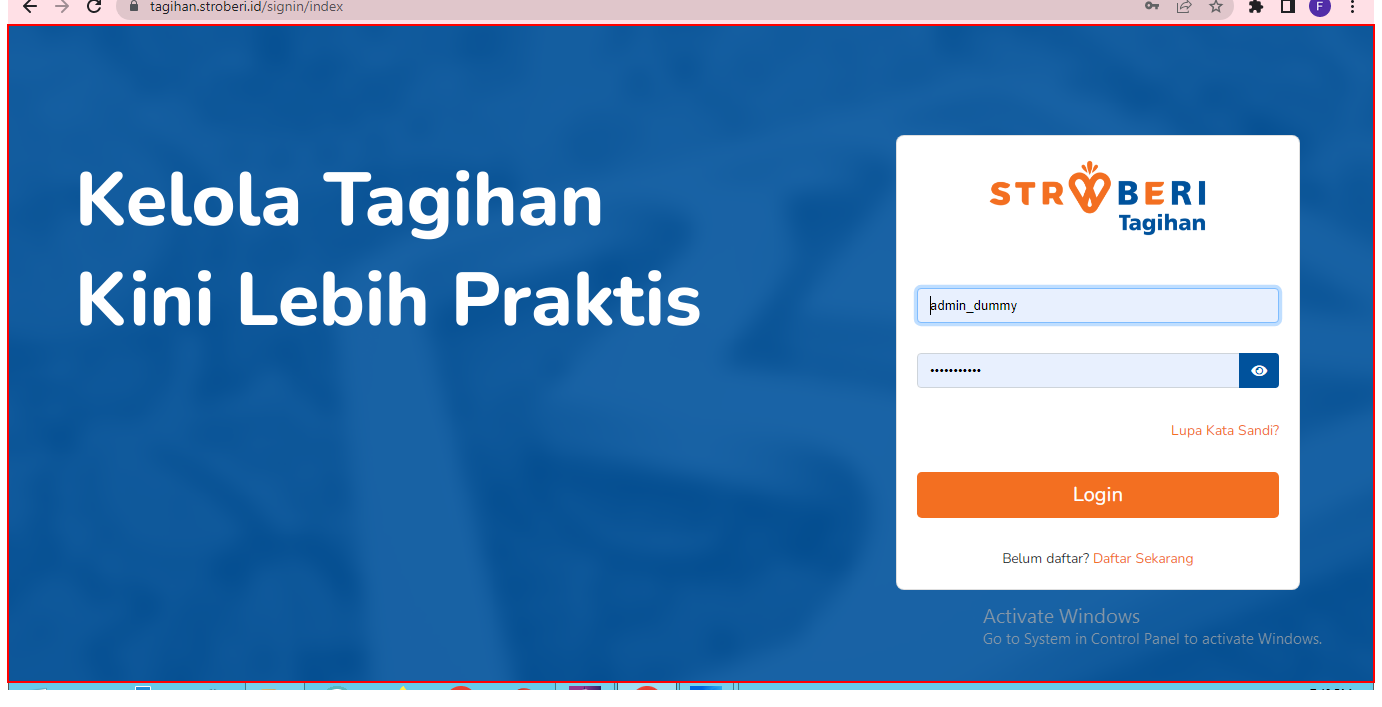 tagihan.stroberi.id/signin/index
F
Kelola Tagihan
Kini Lebih Praktis
STROBERI
Tagihan
admin_dummy
•••••••••••
Lupa Kata Sandi?
Login
Belum daftar? Daftar Sekarang
Activate Windows
Go to System in Control Panel to activate Windows.